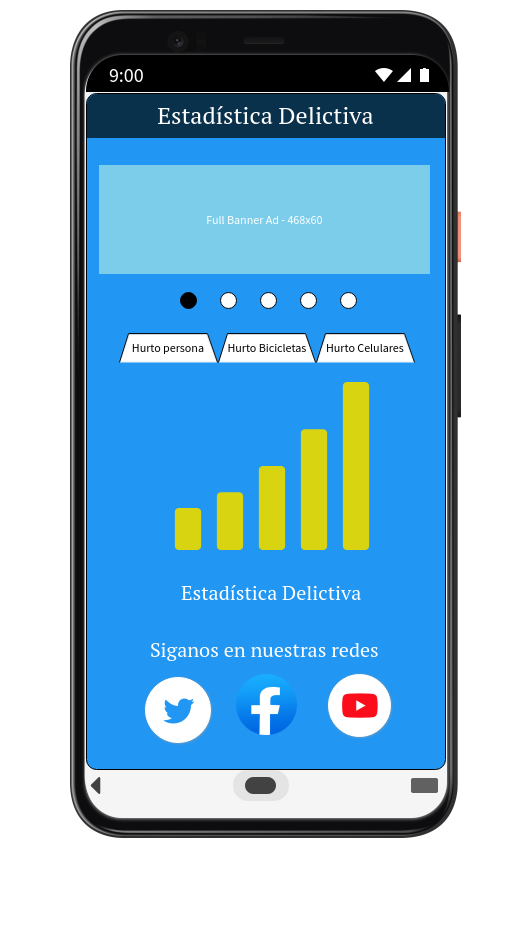 9:00
Estadística Delictiva
Full Banner Ad - 468x60
Hurto persona
Hurto Bicicletas
Hurto Celulares
Estadística Delictiva
Siganos en nuestras redes